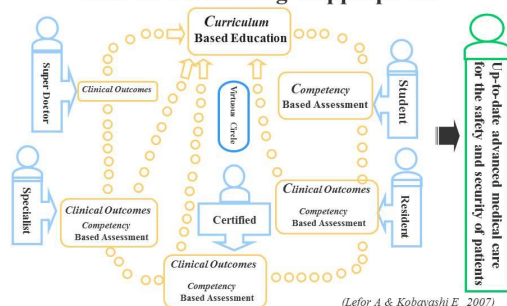 Curriculum
Based Education
Super Doctor
Clinical Outcomes
Virtuous Circle
Competency
Based Assessment
Student
Up-to-date advanced medical care
for the safety and security of patients
Specialist
Clinical Outcomes
Competency
Based Assessment
Certified
Clinical Outcomes
Competency
Based Assessment
Resident
Clinical Outcomes
Competency
Based Assessment
(Lefor A & Kobayashi E 2007)